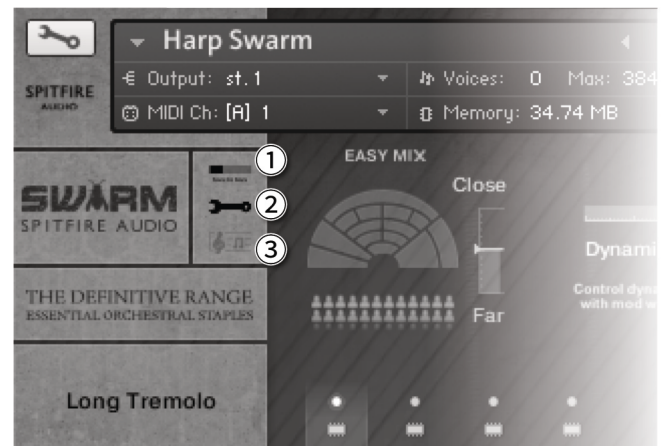 Harp Swarm
SPITFIRE
AUDIO
Output: st. 1
Voices: 0 Max: 384
MIDI Ch: [A] 1
Memory: 34.74 MB
1
2
3
EASY MIX
Close
Far
SWARM
SPITFIRE AUDIO
Dynami
Control dyna
with mod w
THE DEFINITIVE RANGE
ESSENTIAL ORCHESTRAL STAPLES
Long Tremolo